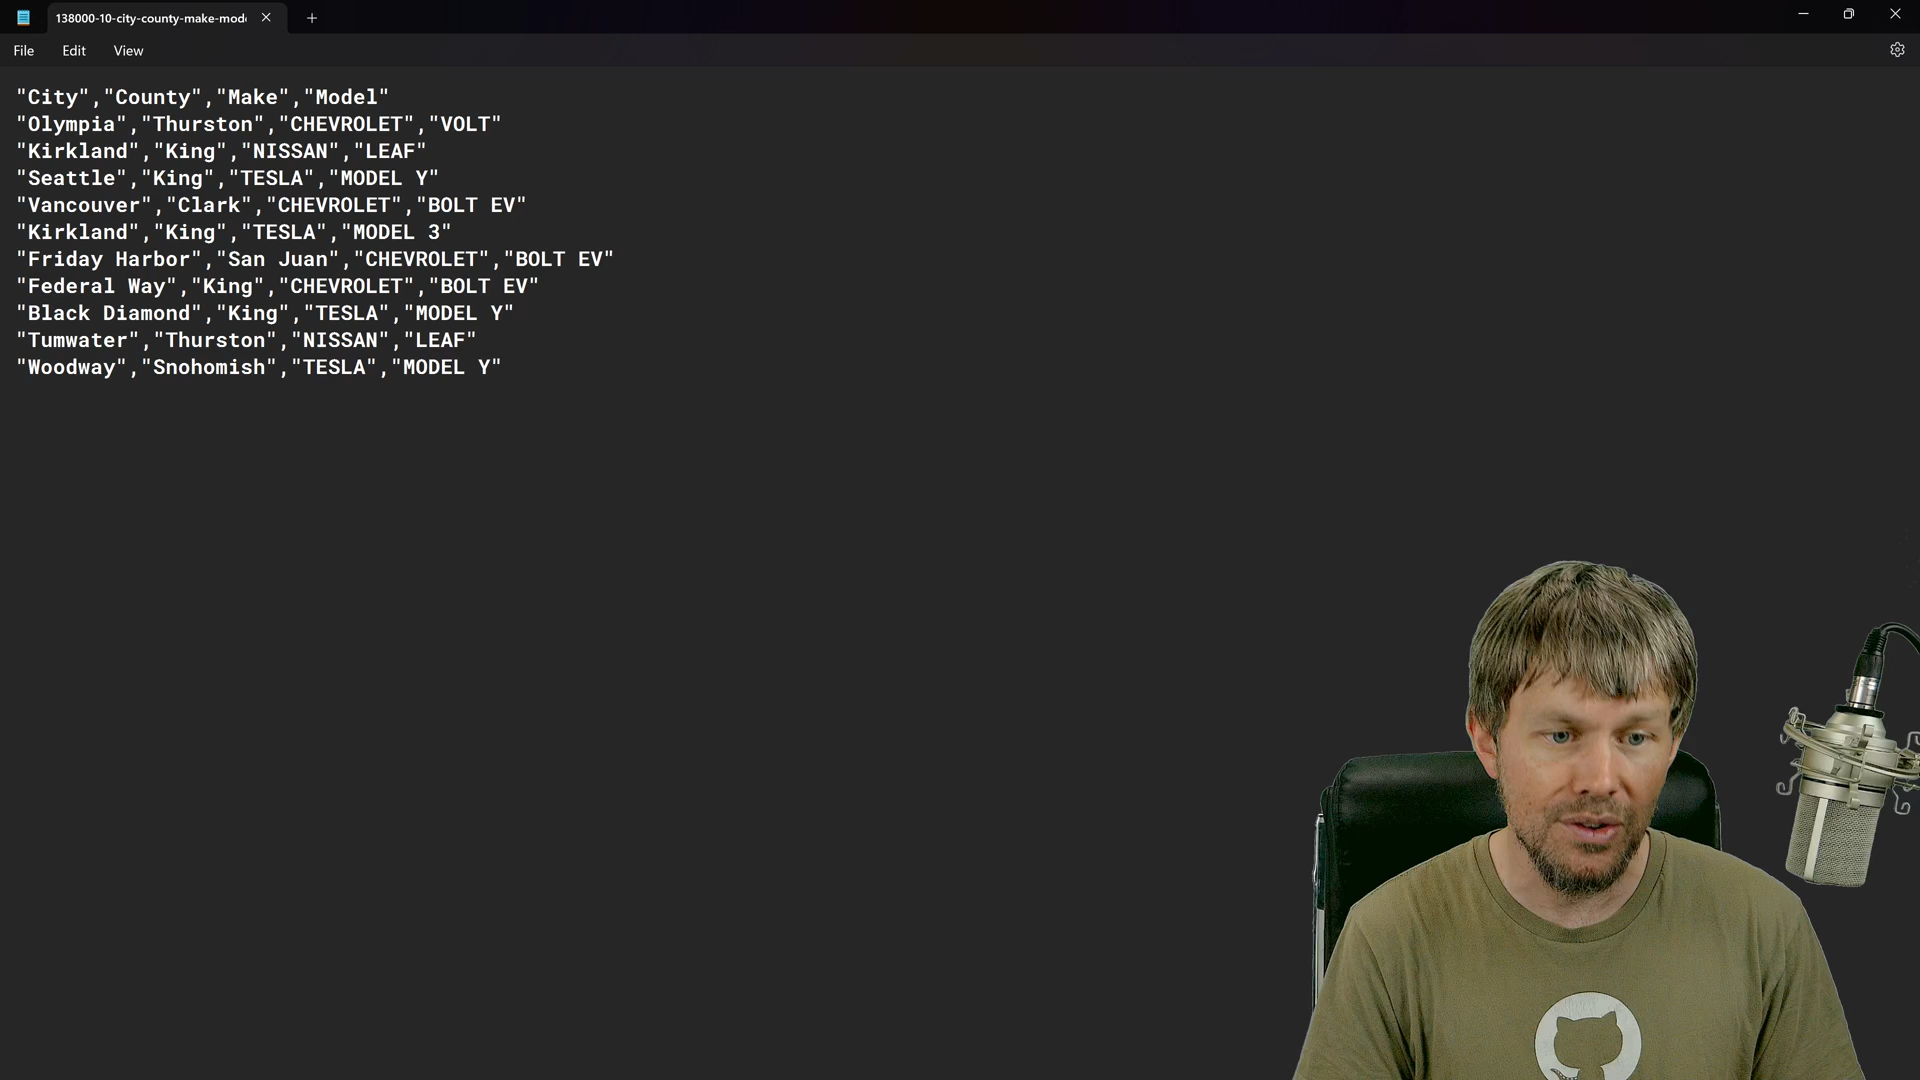 138000-10-city-county-make-mod
File Edit View
"City","County","Make","Model"
"Olympia","Thurston","CHEVROLET","VOLT"
"Kirkland","King","NISSAN","LEAF"
"Seattle","King","TESLA","MODEL Y"
"Vancouver","Clark","CHEVROLET","BOLT EV"
"Kirkland","King","TESLA","MODEL 3"
"Friday Harbor","San Juan","CHEVROLET","BOLT EV"
"Federal Way","King","CHEVROLET","BOLT EV"
"Black Diamond","King","TESLA","MODEL Y"
"Tumwater","Thurston","NISSAN","LEAF"
"Woodway","Snohomish","TESLA","MODEL Y"